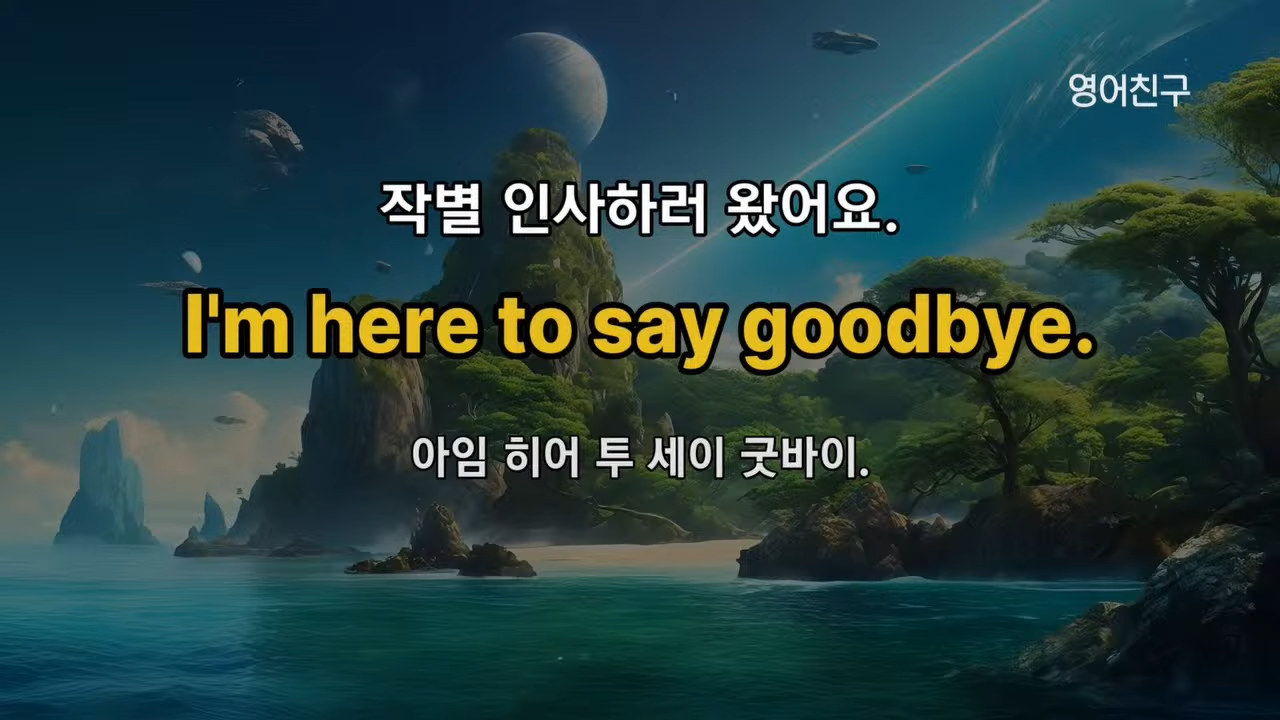 영어친구
작별 인사하러 왔어요.
I'm here to say goodbye.
아임 히어 투 세이 굿바이.